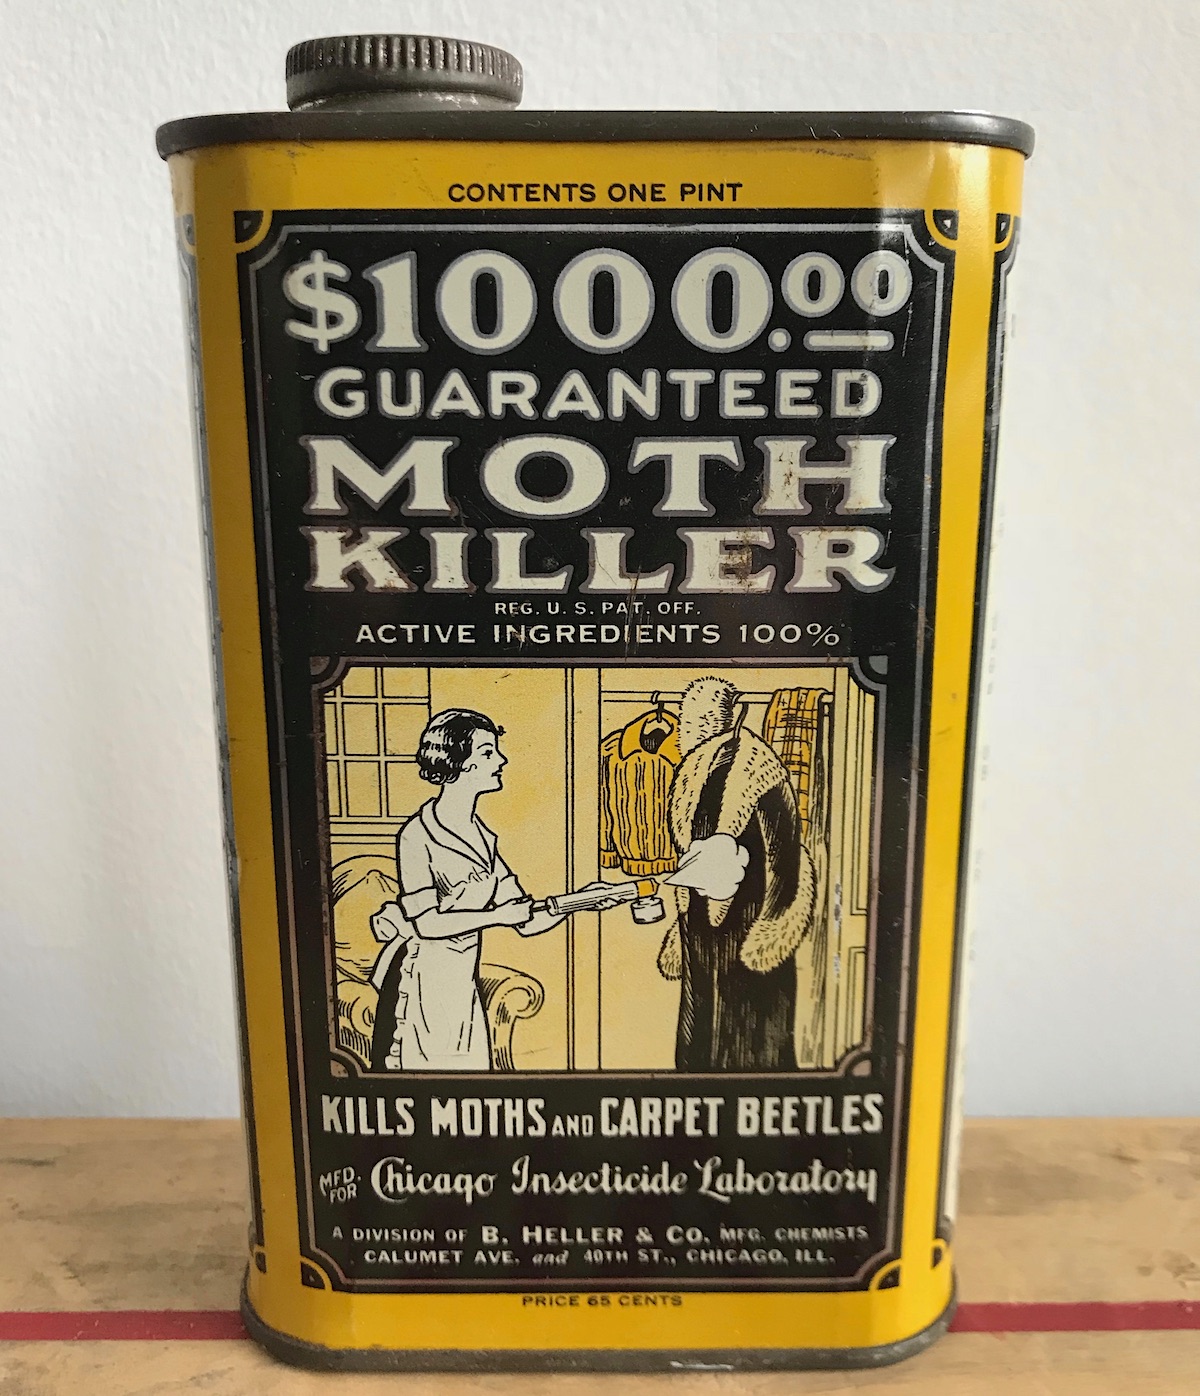 CONTENTS ONE PINT
$1000.00
GUARANTEED
MOTH
KILLER
REG. U. S. PAT. OFF.
ACTIVE INGREDIENTS 100%
KILLS MOTHS AND CARPET BEETLES
MFD. FOR Chicago Insecticide Laboratory
A DIVISION OF B. HELLER & CO. MFG. CHEMISTS
CALUMET AVE. and 40TH ST., CHICAGO, ILL.
PRICE 65 CENTS